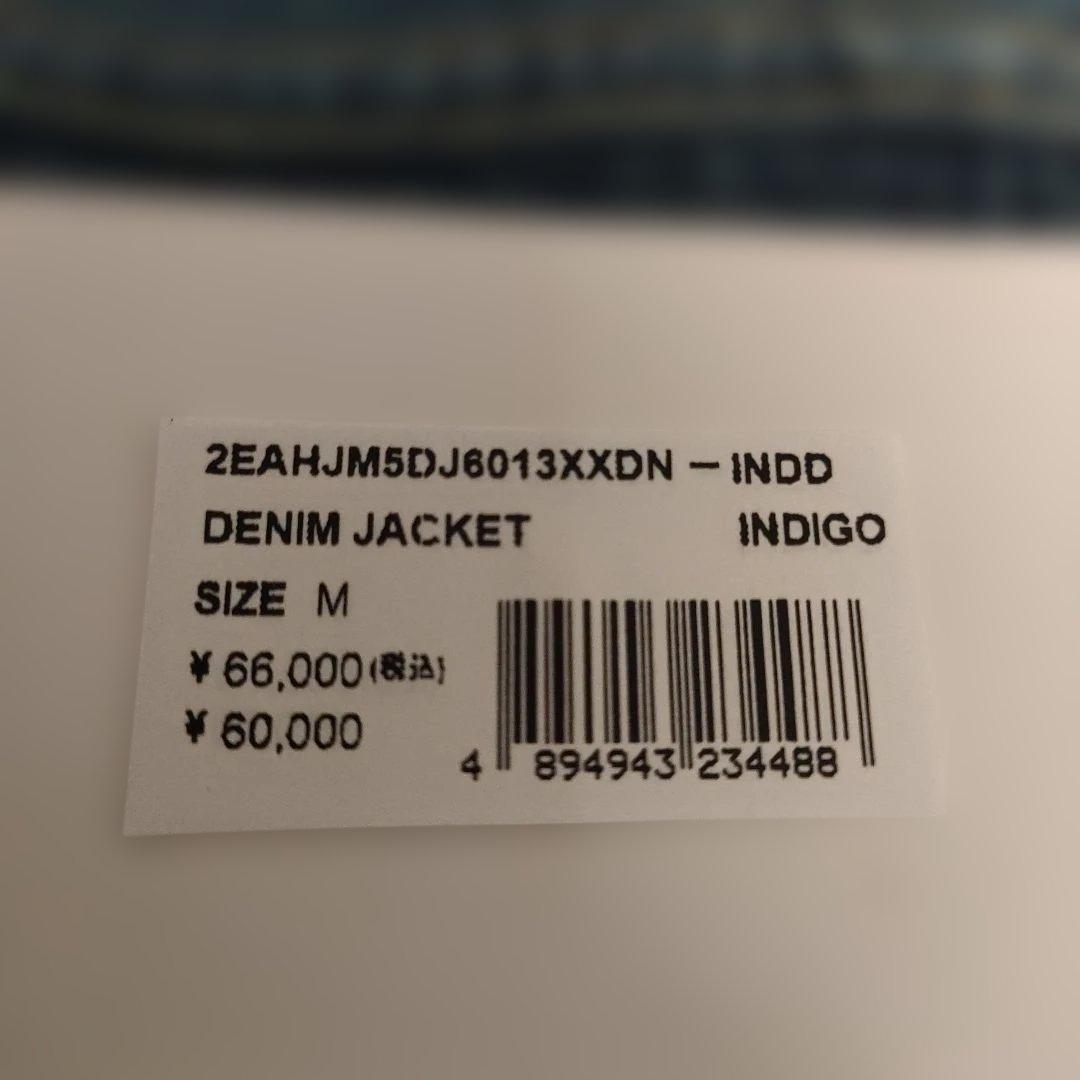 2EAHJM5DJ6013XXDN — INDD
DENIM JACKET INDIGO
SIZE M
¥ 66,000(税込)
¥ 60,000
4 894943 234488